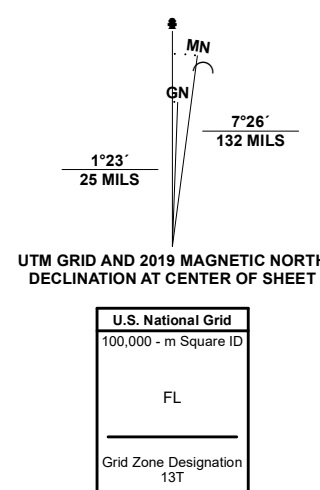 MN
GN
7°26´
132 MILS
1°23´
25 MILS
UTM GRID AND 2019 MAGNETIC NORTH
DECLINATION AT CENTER OF SHEET
U.S. National Grid
100,000 - m Square ID
FL
Grid Zone Designation
13T